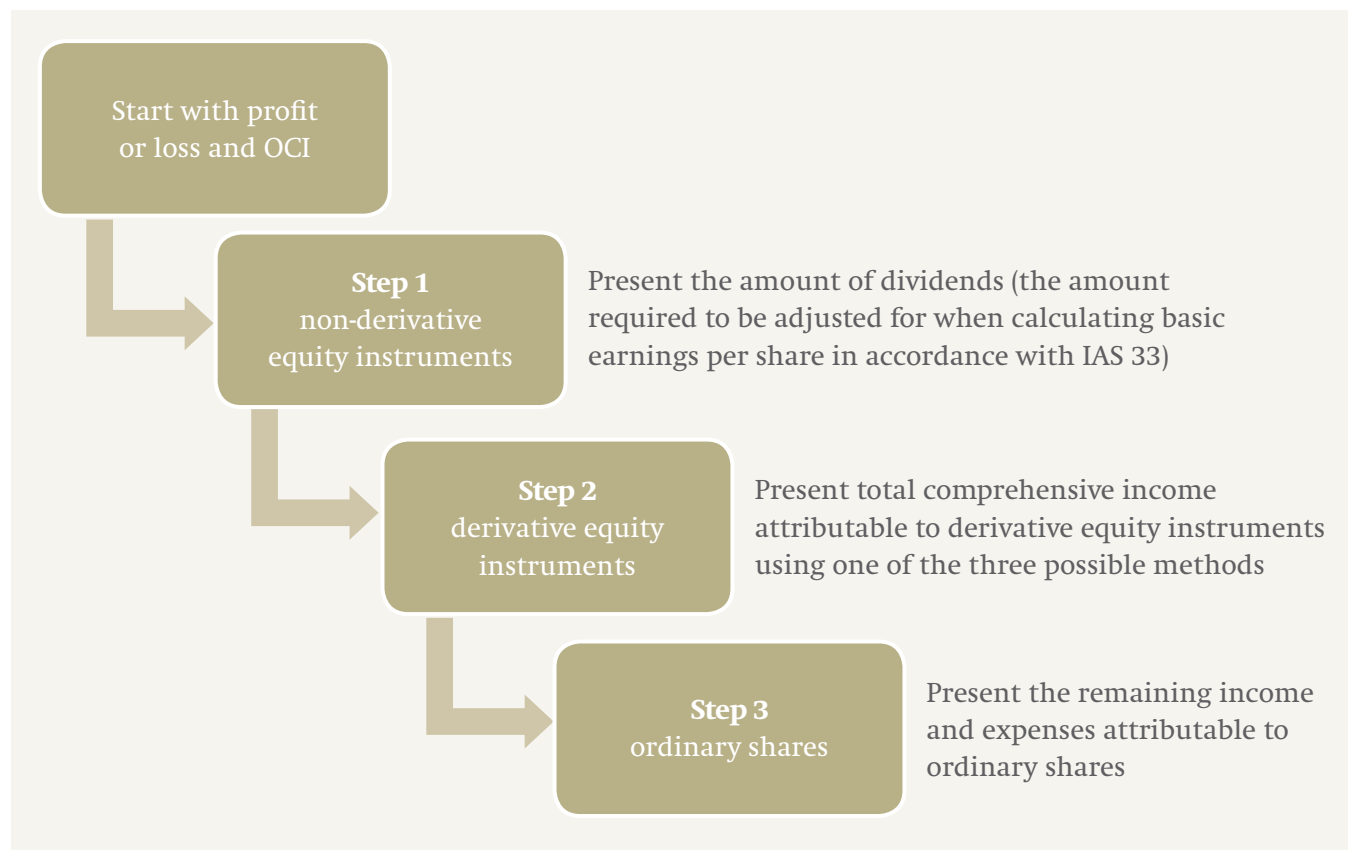 Start with profit
or loss and OCI
Step 1
non-derivative
equity instruments
Present the amount of dividends (the amount
required to be adjusted for when calculating basic
earnings per share in accordance with IAS 33)
Step 2
derivative equity
instruments
Present total comprehensive income
attributable to derivative equity instruments
using one of the three possible methods
Step 3
ordinary shares
Present the remaining income
and expenses attributable to
ordinary shares